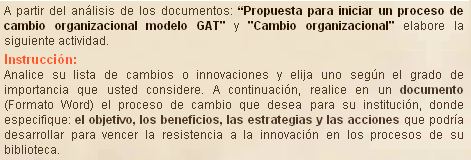 A partir del análisis de los documentos: “Propuesta para iniciar un proceso de
cambio organizacional modelo GAT" y "Cambio organizacional" elabore la
siguiente actividad.
Instrucción:
Analice su lista de cambios o innovaciones y elija uno según el grado de
importancia que usted considere. A continuación, realice en un documento
(Formato Word) el proceso de cambio que desea para su institución, donde
especifique: el objetivo, los beneficios, las estrategias y las acciones que podría
desarrollar para vencer la resistencia a la innovación en los procesos de su
biblioteca.